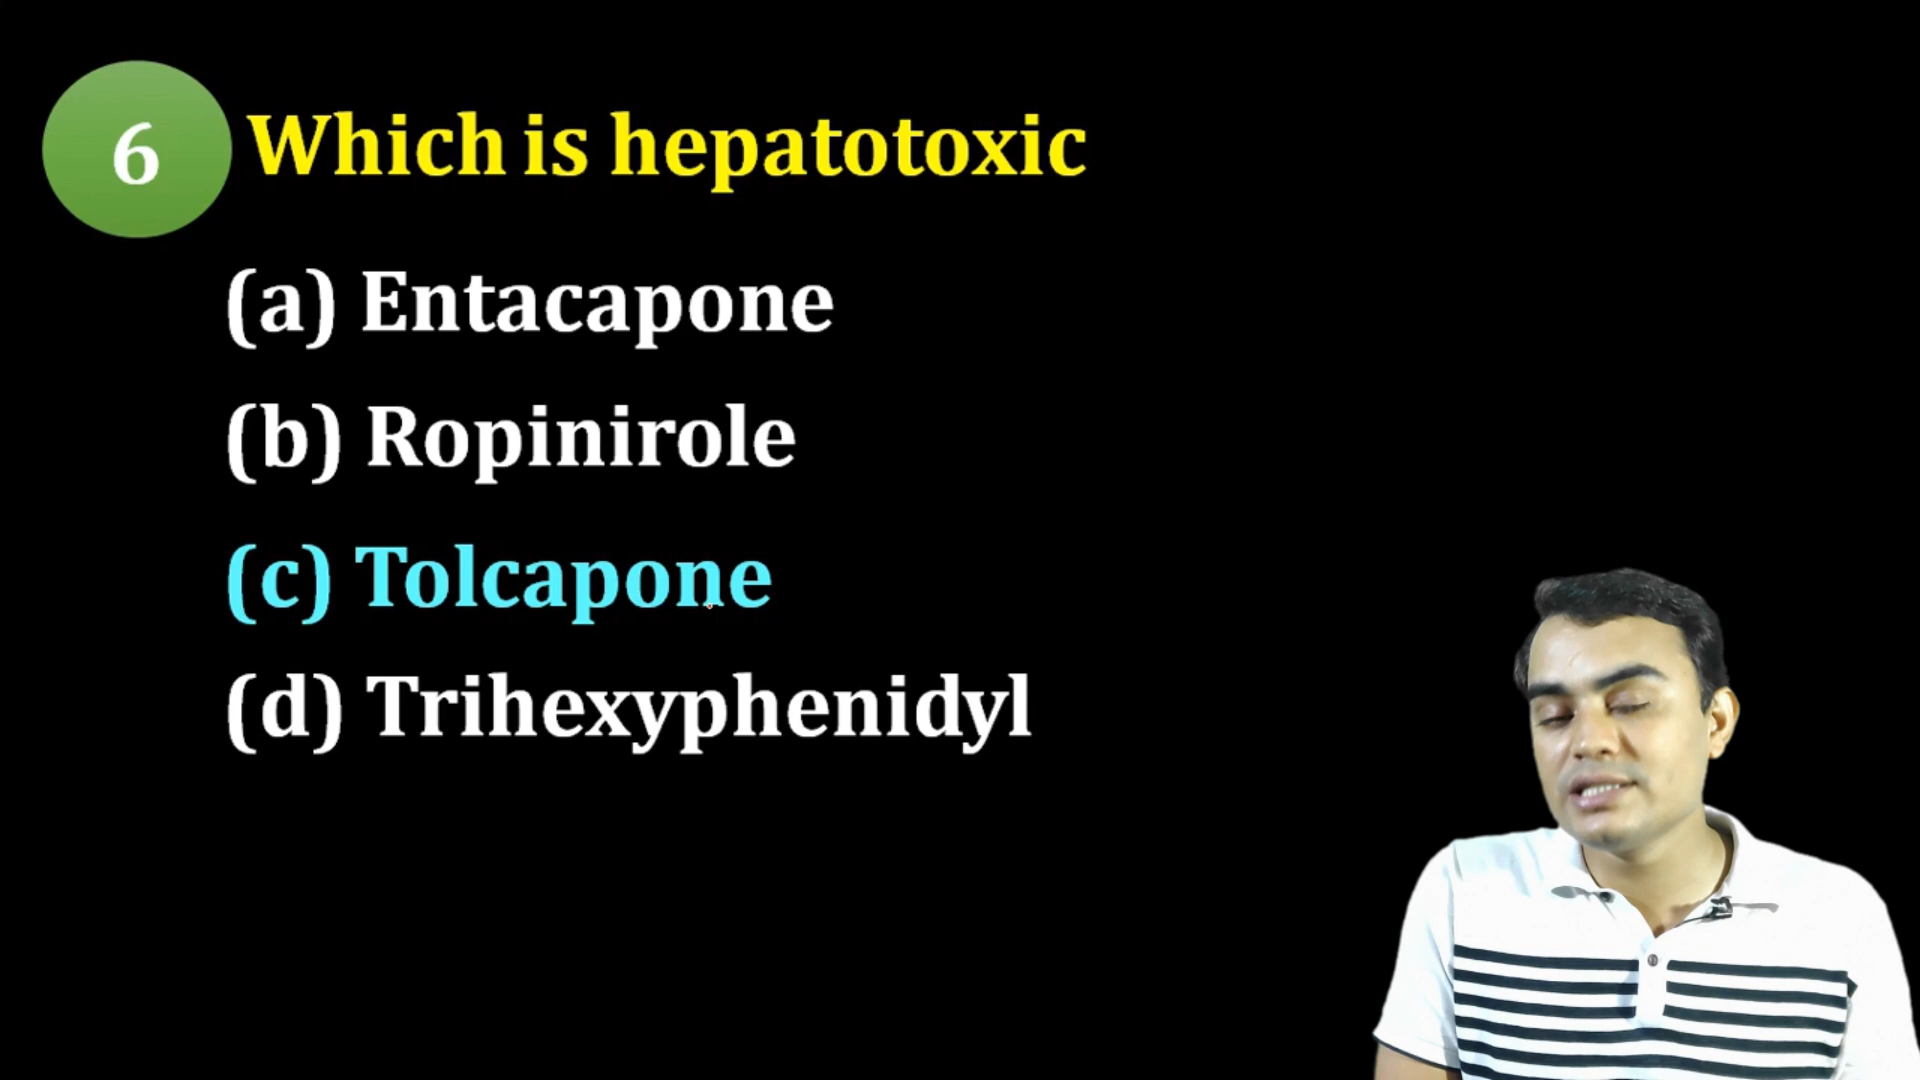 6 Which is hepatotoxic
(a) Entacapone
(b) Ropinirole
(c) Tolcapone
(d) Trihexyphenidyl